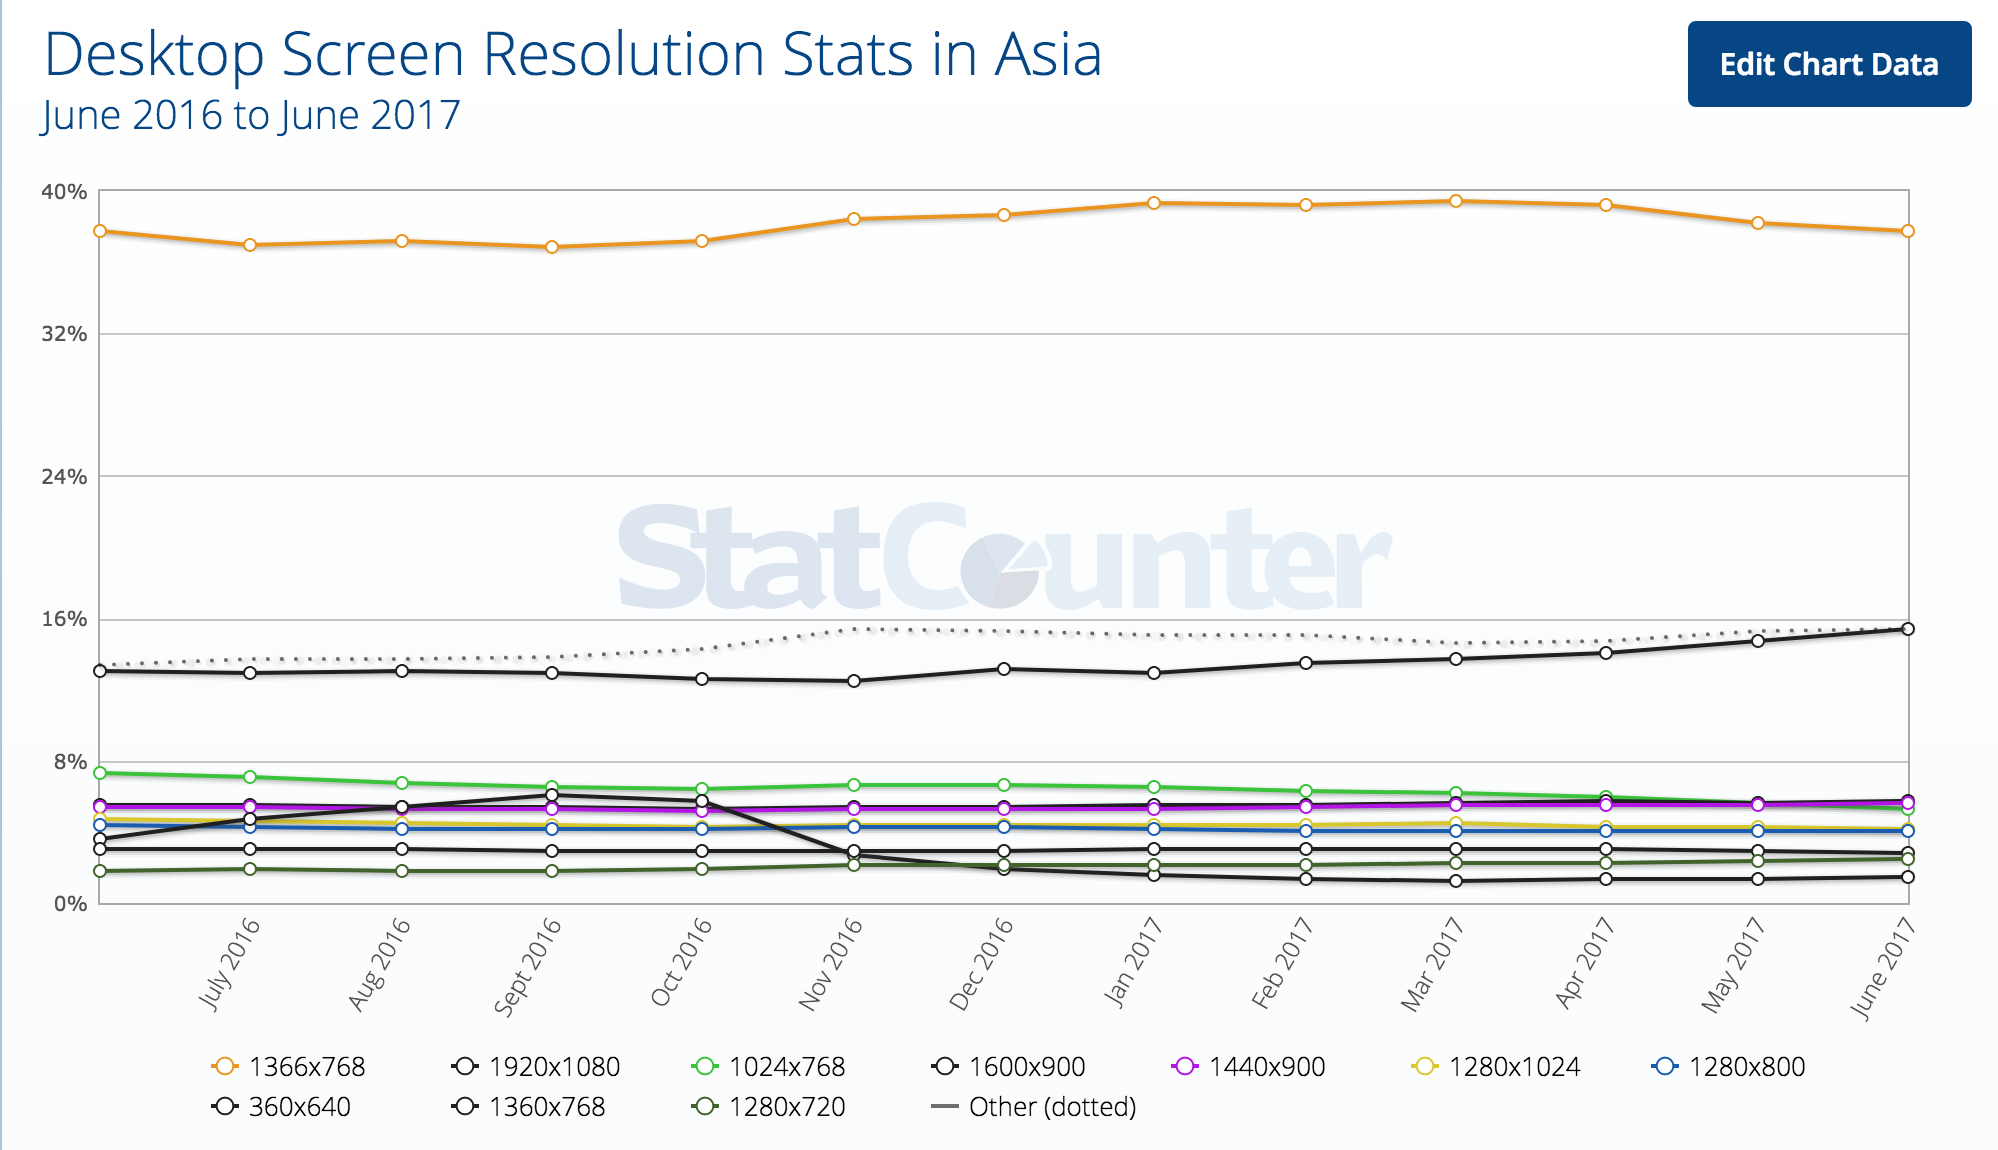 Desktop Screen Resolution Stats in Asia
Edit Chart Data
June 2016 to June 2017
40%
32%
24%
StatCounter
16%
8%
0%
July 2016 Aug 2016 Sept 2016 Oct 2016 Nov 2016 Dec 2016 Jan 2017 Feb 2017 Mar 2017 Apr 2017 May 2017 June 2017
1366x768 1920x1080 1024x768 1600x900 1440x900 1280x1024 1280x800
360x640 1360x768 1280x720 Other (dotted)